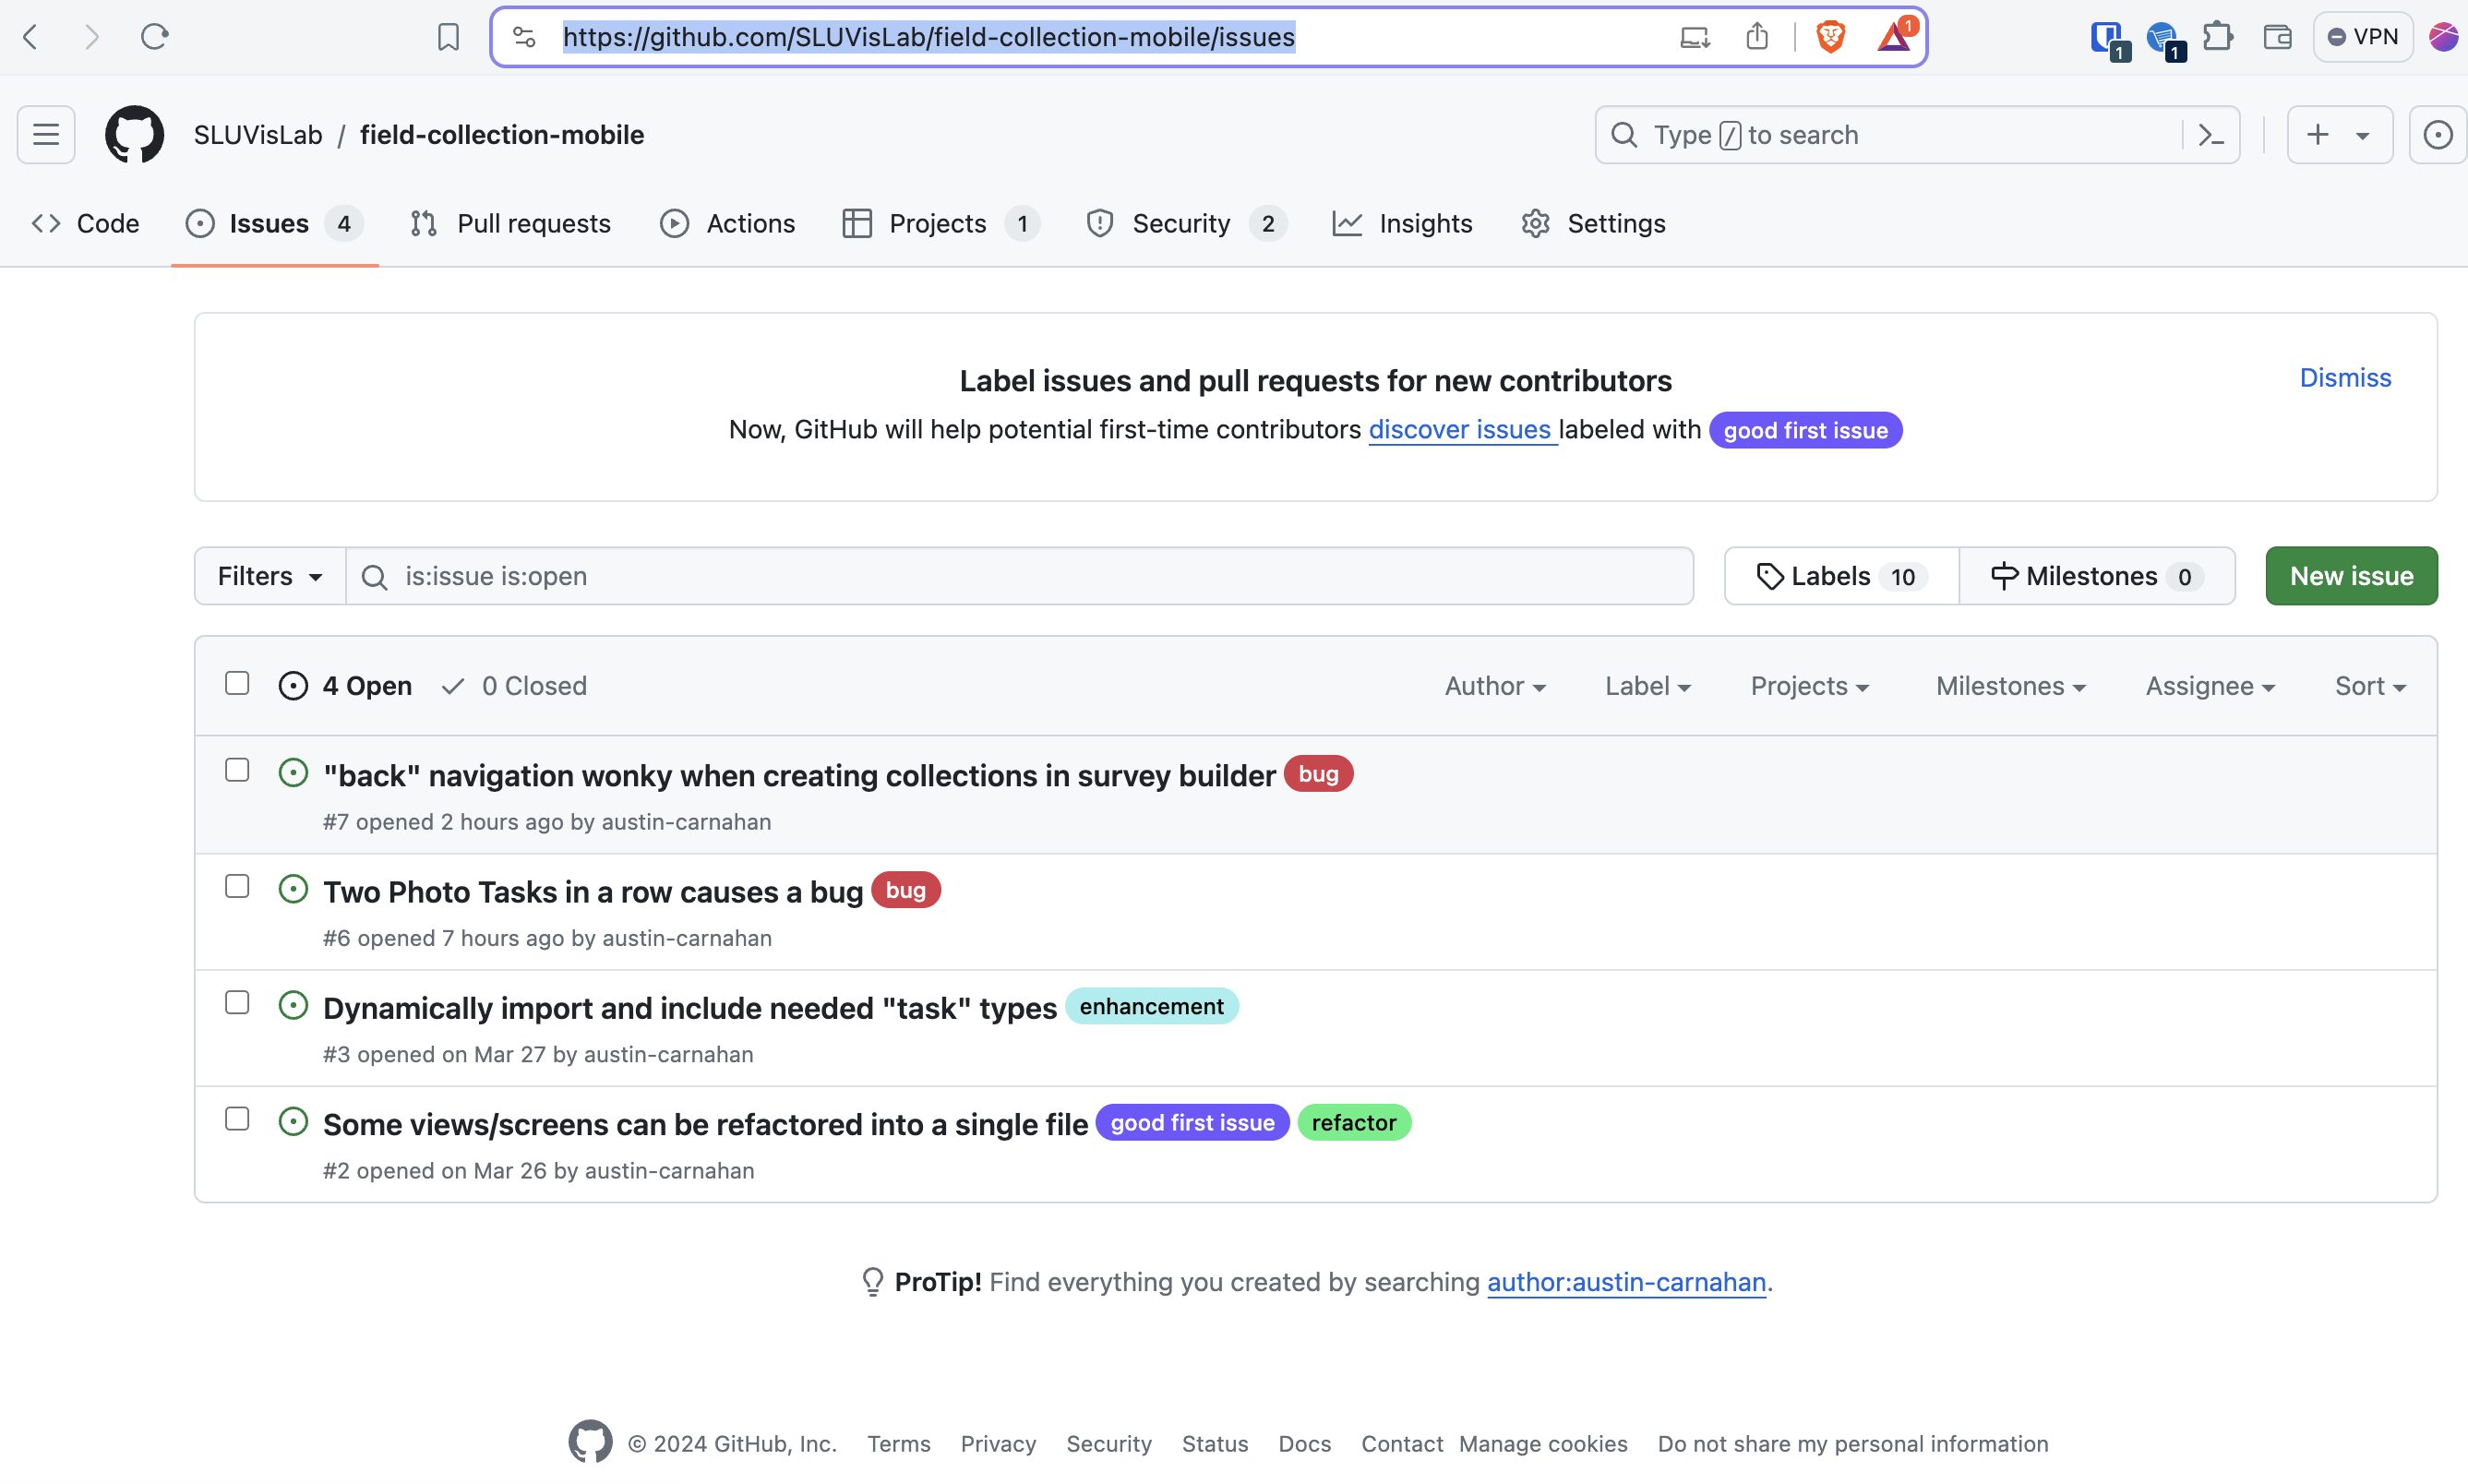 https://github.com/SLUVisLab/field-collection-mobile/issues
1
1
1
VPN
SLUVisLab / field-collection-mobile
Type / to search
Code
Issues 4
Pull requests
Actions
Projects 1
Security 2
Insights
Settings
Label issues and pull requests for new contributors
Dismiss
Now, GitHub will help potential first-time contributors discover issues labeled with good first issue
Filters
is:issue is:open
Labels 10
Milestones 0
New issue
4 Open
0 Closed
Author
Label
Projects
Milestones
Assignee
Sort
"back" navigation wonky when creating collections in survey builder bug
#7 opened 2 hours ago by austin-carnahan
Two Photo Tasks in a row causes a bug bug
#6 opened 7 hours ago by austin-carnahan
Dynamically import and include needed "task" types enhancement
#3 opened on Mar 27 by austin-carnahan
Some views/screens can be refactored into a single file good first issue refactor
#2 opened on Mar 26 by austin-carnahan
ProTip! Find everything you created by searching author:austin-carnahan.
© 2024 GitHub, Inc.
Terms
Privacy
Security
Status
Docs
Contact
Manage cookies
Do not share my personal information